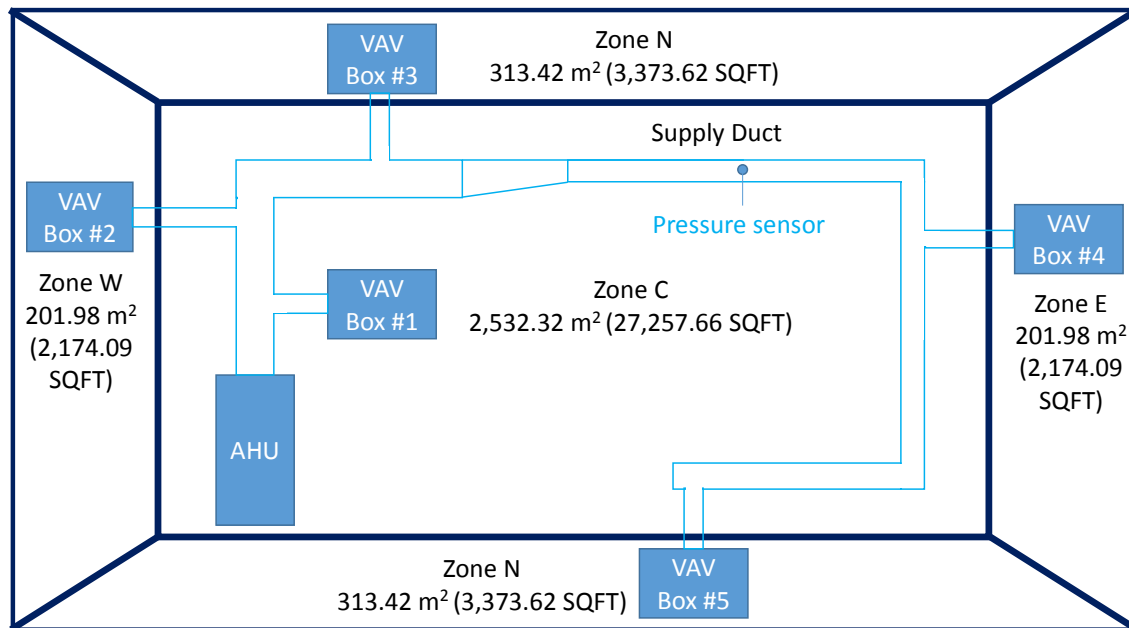 VAV
Box #3
Zone N
313.42 m² (3,373.62 SQFT)
Supply Duct
Pressure sensor
VAV
Box #2
Zone W
201.98 m²
(2,174.09
SQFT)
VAV
Box #1
Zone C
2,532.32 m² (27,257.66 SQFT)
VAV
Box #4
Zone E
201.98 m²
(2,174.09
SQFT)
AHU
Zone N
313.42 m² (3,373.62 SQFT)
VAV
Box #5